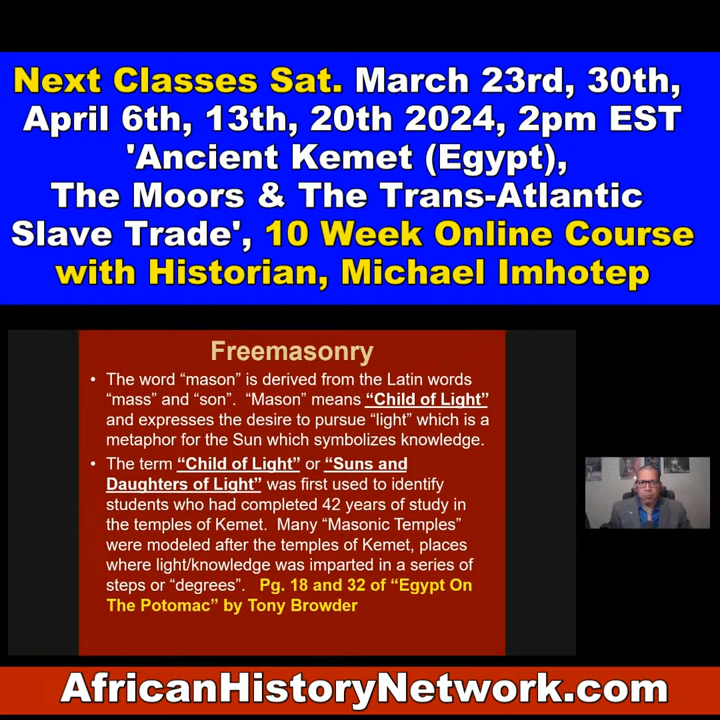 Next Classes Sat. March 23rd, 30th,
April 6th, 13th, 20th 2024, 2pm EST
'Ancient Kemet (Egypt),
The Moors & The Trans-Atlantic
Slave Trade', 10 Week Online Course
with Historian, Michael Imhotep
Freemasonry
• The word “mason” is derived from the Latin words
“mass” and “son”. “Mason” means “Child of Light”
and expresses the desire to pursue “light” which is a
metaphor for the Sun which symbolizes knowledge.
• The term “Child of Light” or “Suns and
Daughters of Light” was first used to identify
students who had completed 42 years of study in
the temples of Kemet. Many “Masonic Temples”
were modeled after the temples of Kemet, places
where light/knowledge was imparted in a series of
steps or “degrees”. Pg. 18 and 32 of “Egypt On
The Potomac” by Tony Browder
AfricanHistoryNetwork.com